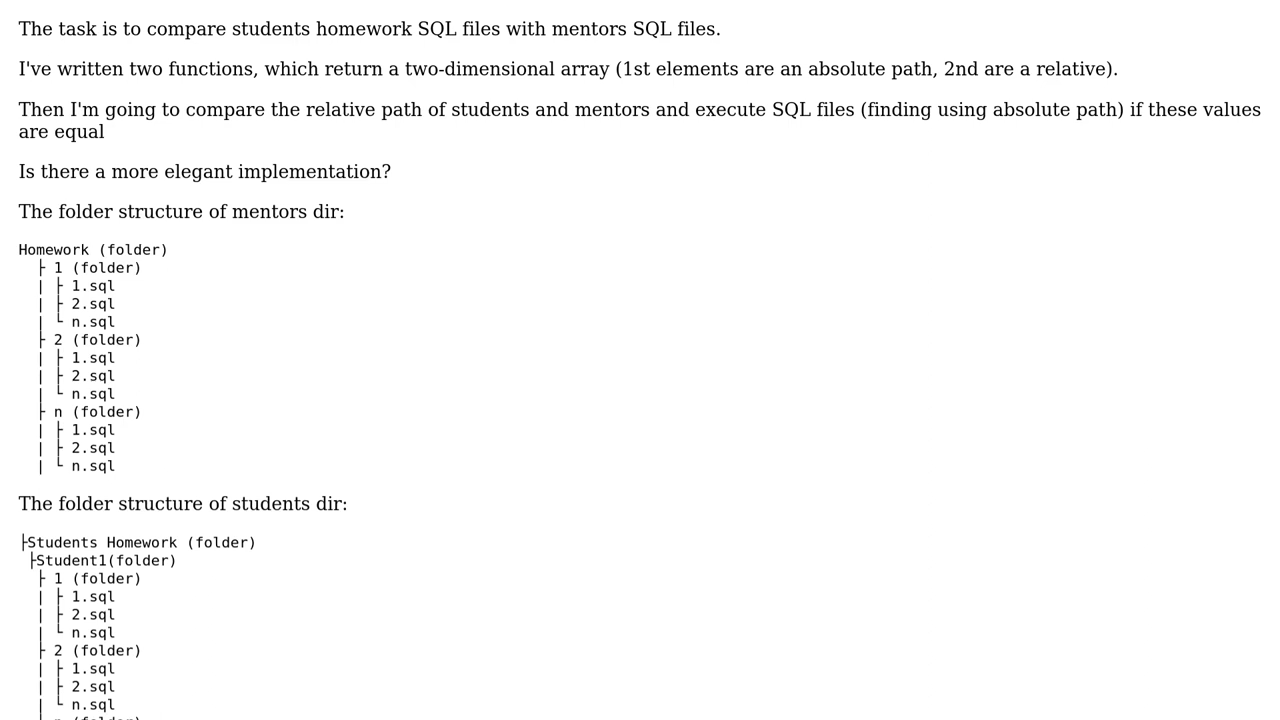 The task is to compare students homework SQL files with mentors SQL files.
I've written two functions, which return a two-dimensional array (1st elements are an absolute path, 2nd are a relative).
Then I'm going to compare the relative path of students and mentors and execute SQL files (finding using absolute path) if these values
are equal
Is there a more elegant implementation?
The folder structure of mentors dir:
Homework (folder)
  ├ 1 (folder)
  | ├ 1.sql
  | ├ 2.sql
  | └ n.sql
  ├ 2 (folder)
  | ├ 1.sql
  | ├ 2.sql
  | └ n.sql
  ├ n (folder)
  | ├ 1.sql
  | ├ 2.sql
  | └ n.sql
The folder structure of students dir:
├Students Homework (folder)
 ├Student1(folder)
  ├ 1 (folder)
  | ├ 1.sql
  | ├ 2.sql
  | └ n.sql
  ├ 2 (folder)
  | ├ 1.sql
  | ├ 2.sql
  | └ n.sql